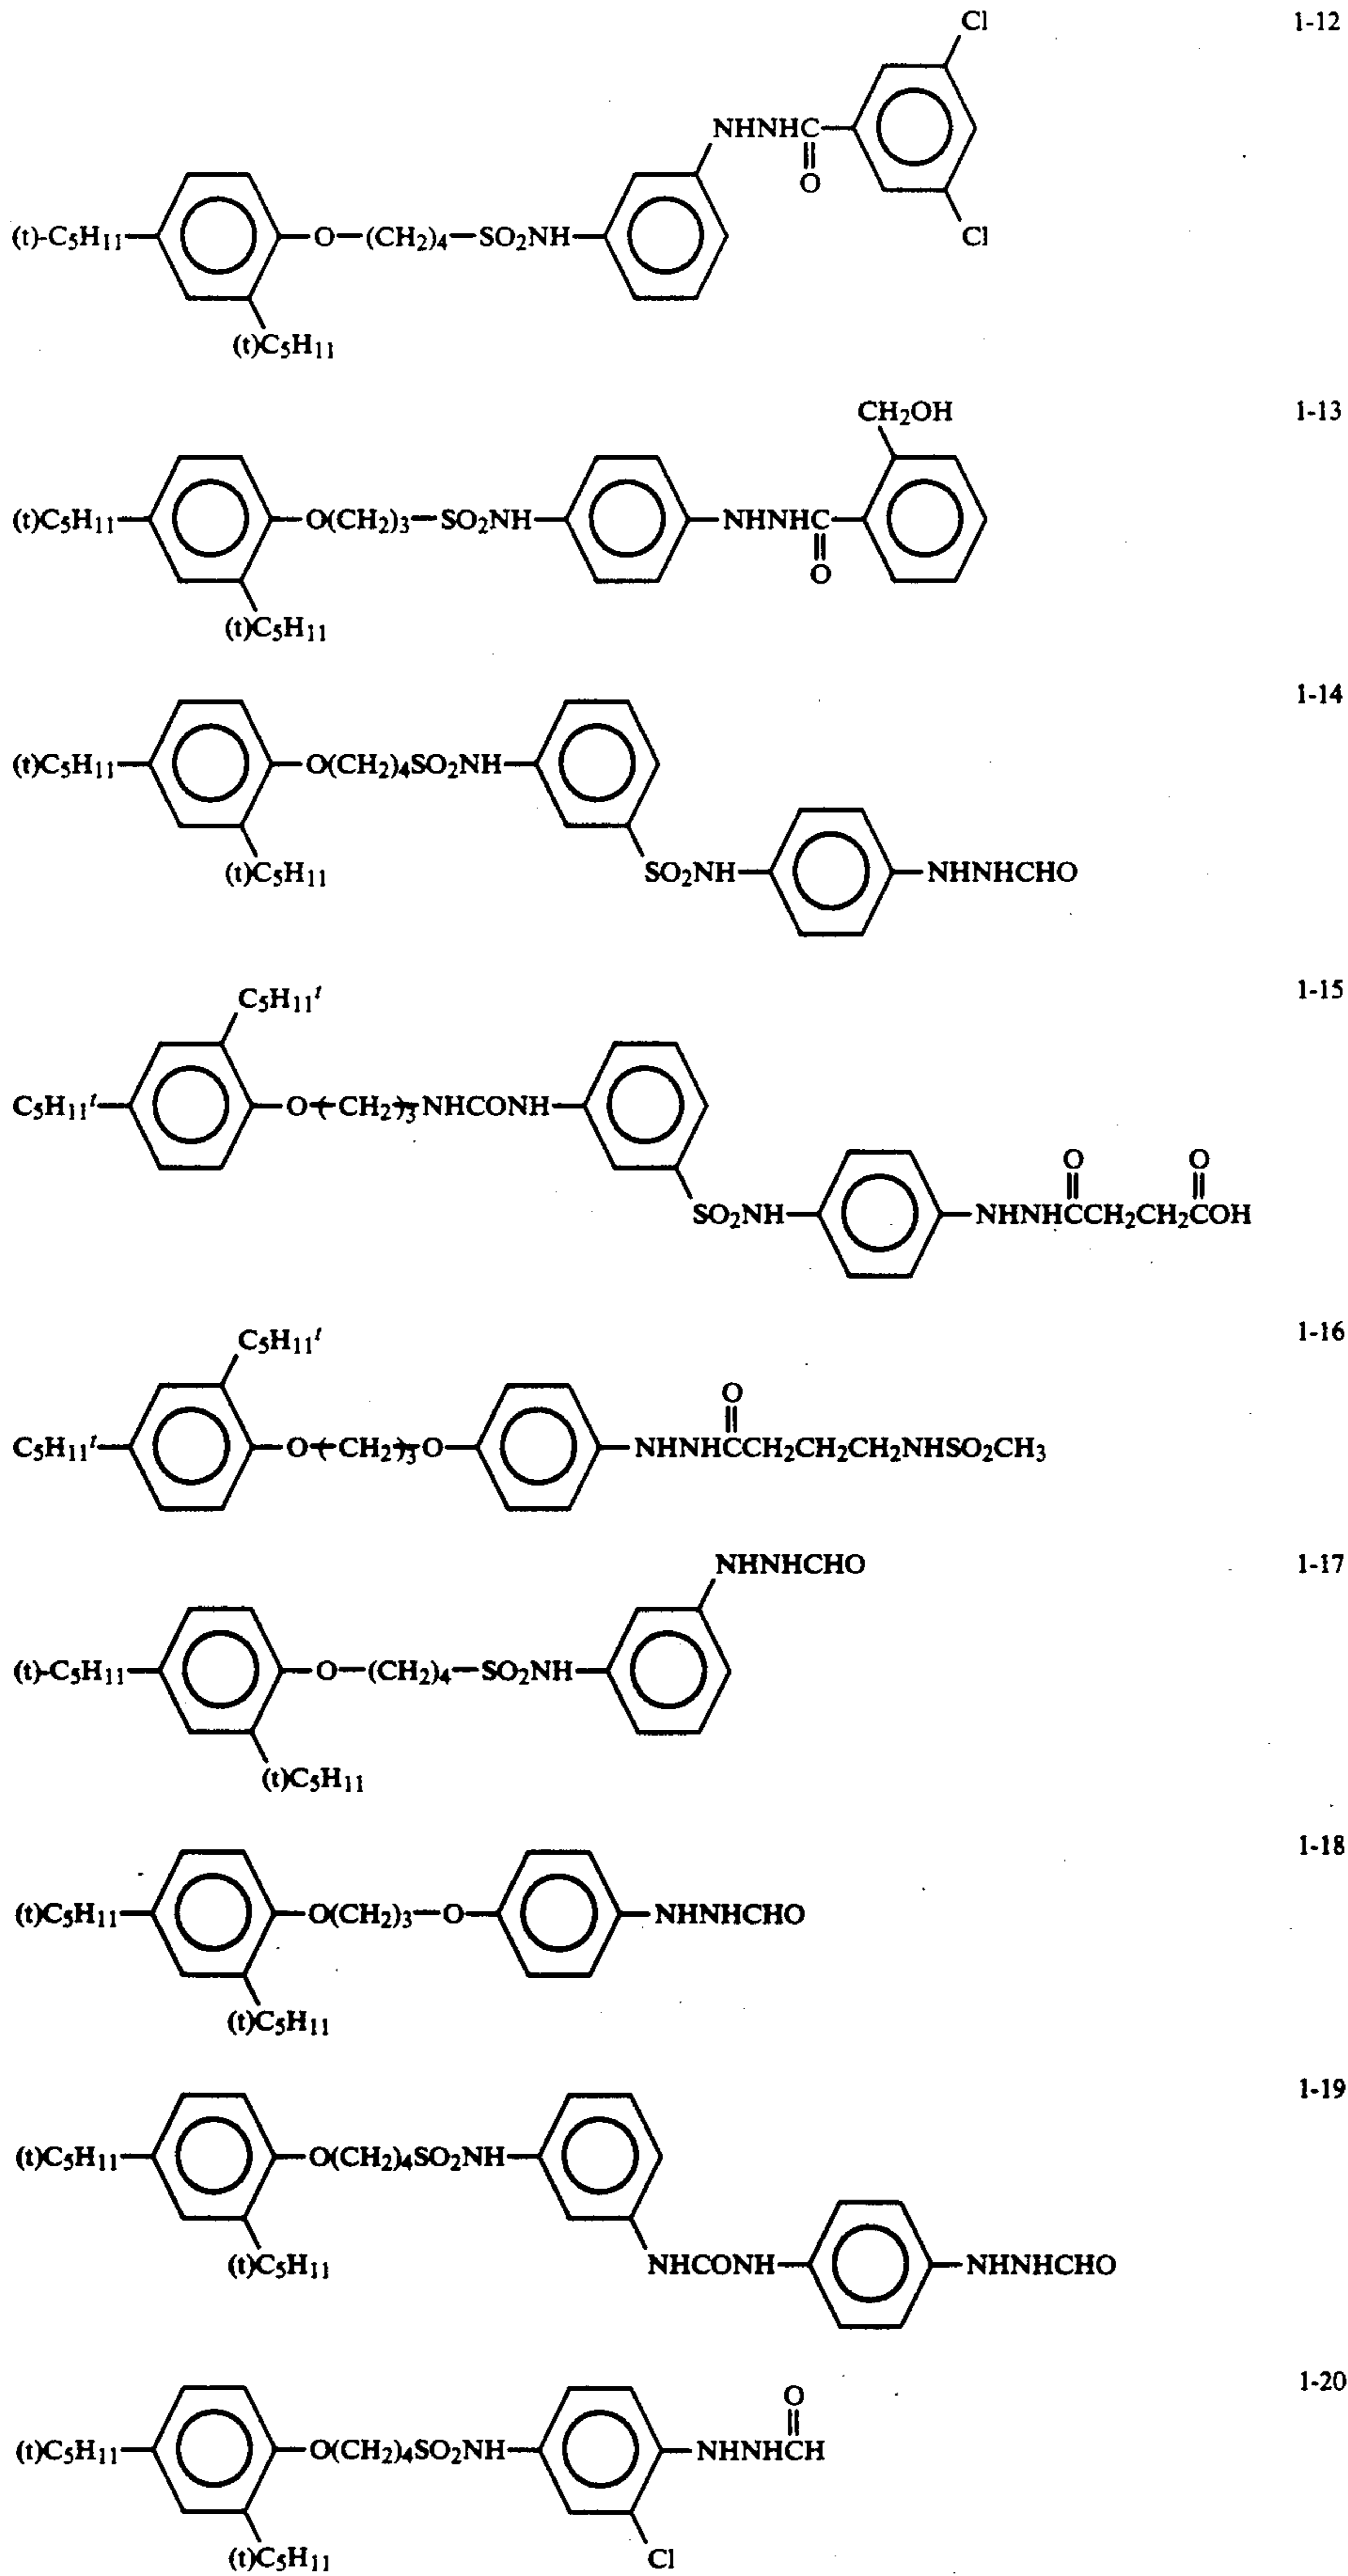 Cl 1-12
NHNHC
O
(t)-C5H11 O—(CH2)4—SO2NH
Cl
(t)C5H11
CH2OH 1-13
(t)C5H11 O(CH2)3—SO2NH NHNHC
O
(t)C5H11
1-14
(t)C5H11 O(CH2)4SO2NH
(t)C5H11 SO2NH NHNHCHO
C5H11t 1-15
C5H11t O(CH2)3NHCONH
O O
SO2NH NHNHCCH2CH2COH
C5H11t 1-16
O
C5H11t O(CH2)3O NHNHCCH2CH2CH2NHSO2CH3
NHNHCHO 1-17
(t)-C5H11 O—(CH2)4—SO2NH
(t)C5H11
1-18
(t)C5H11 O(CH2)3—O NHNHCHO
(t)C5H11
1-19
(t)C5H11 O(CH2)4SO2NH
(t)C5H11 NHCONH NHNHCHO
1-20
O
(t)C5H11 O(CH2)4SO2NH NHNHCH
(t)C5H11 Cl